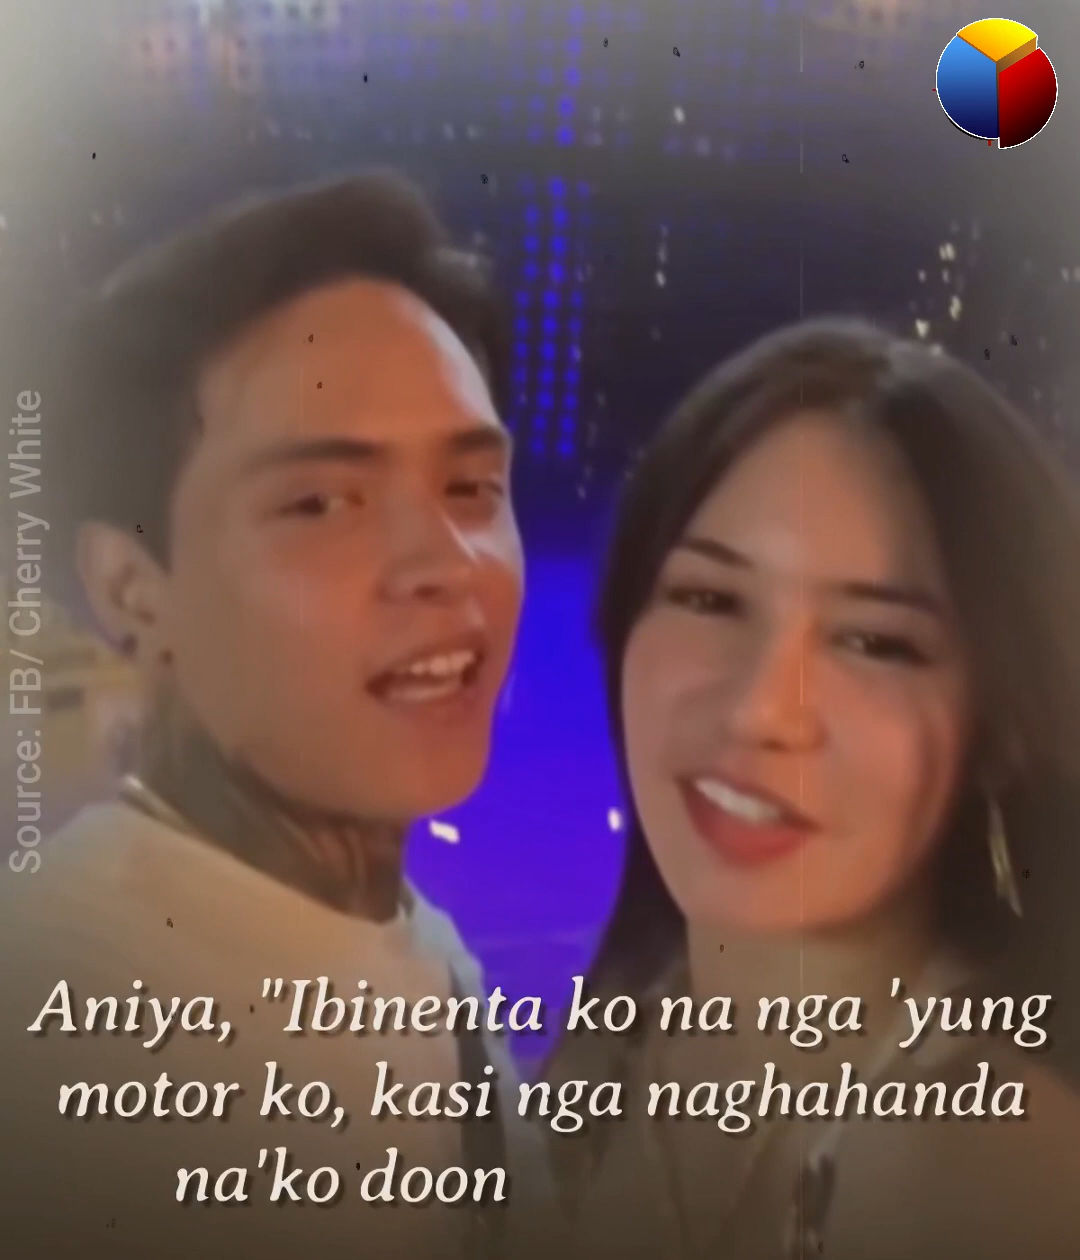 Source: FB/ Cherry White
Aniya, "Ibinenta ko na nga 'yung
motor ko, kasi nga naghahanda
na'ko doon